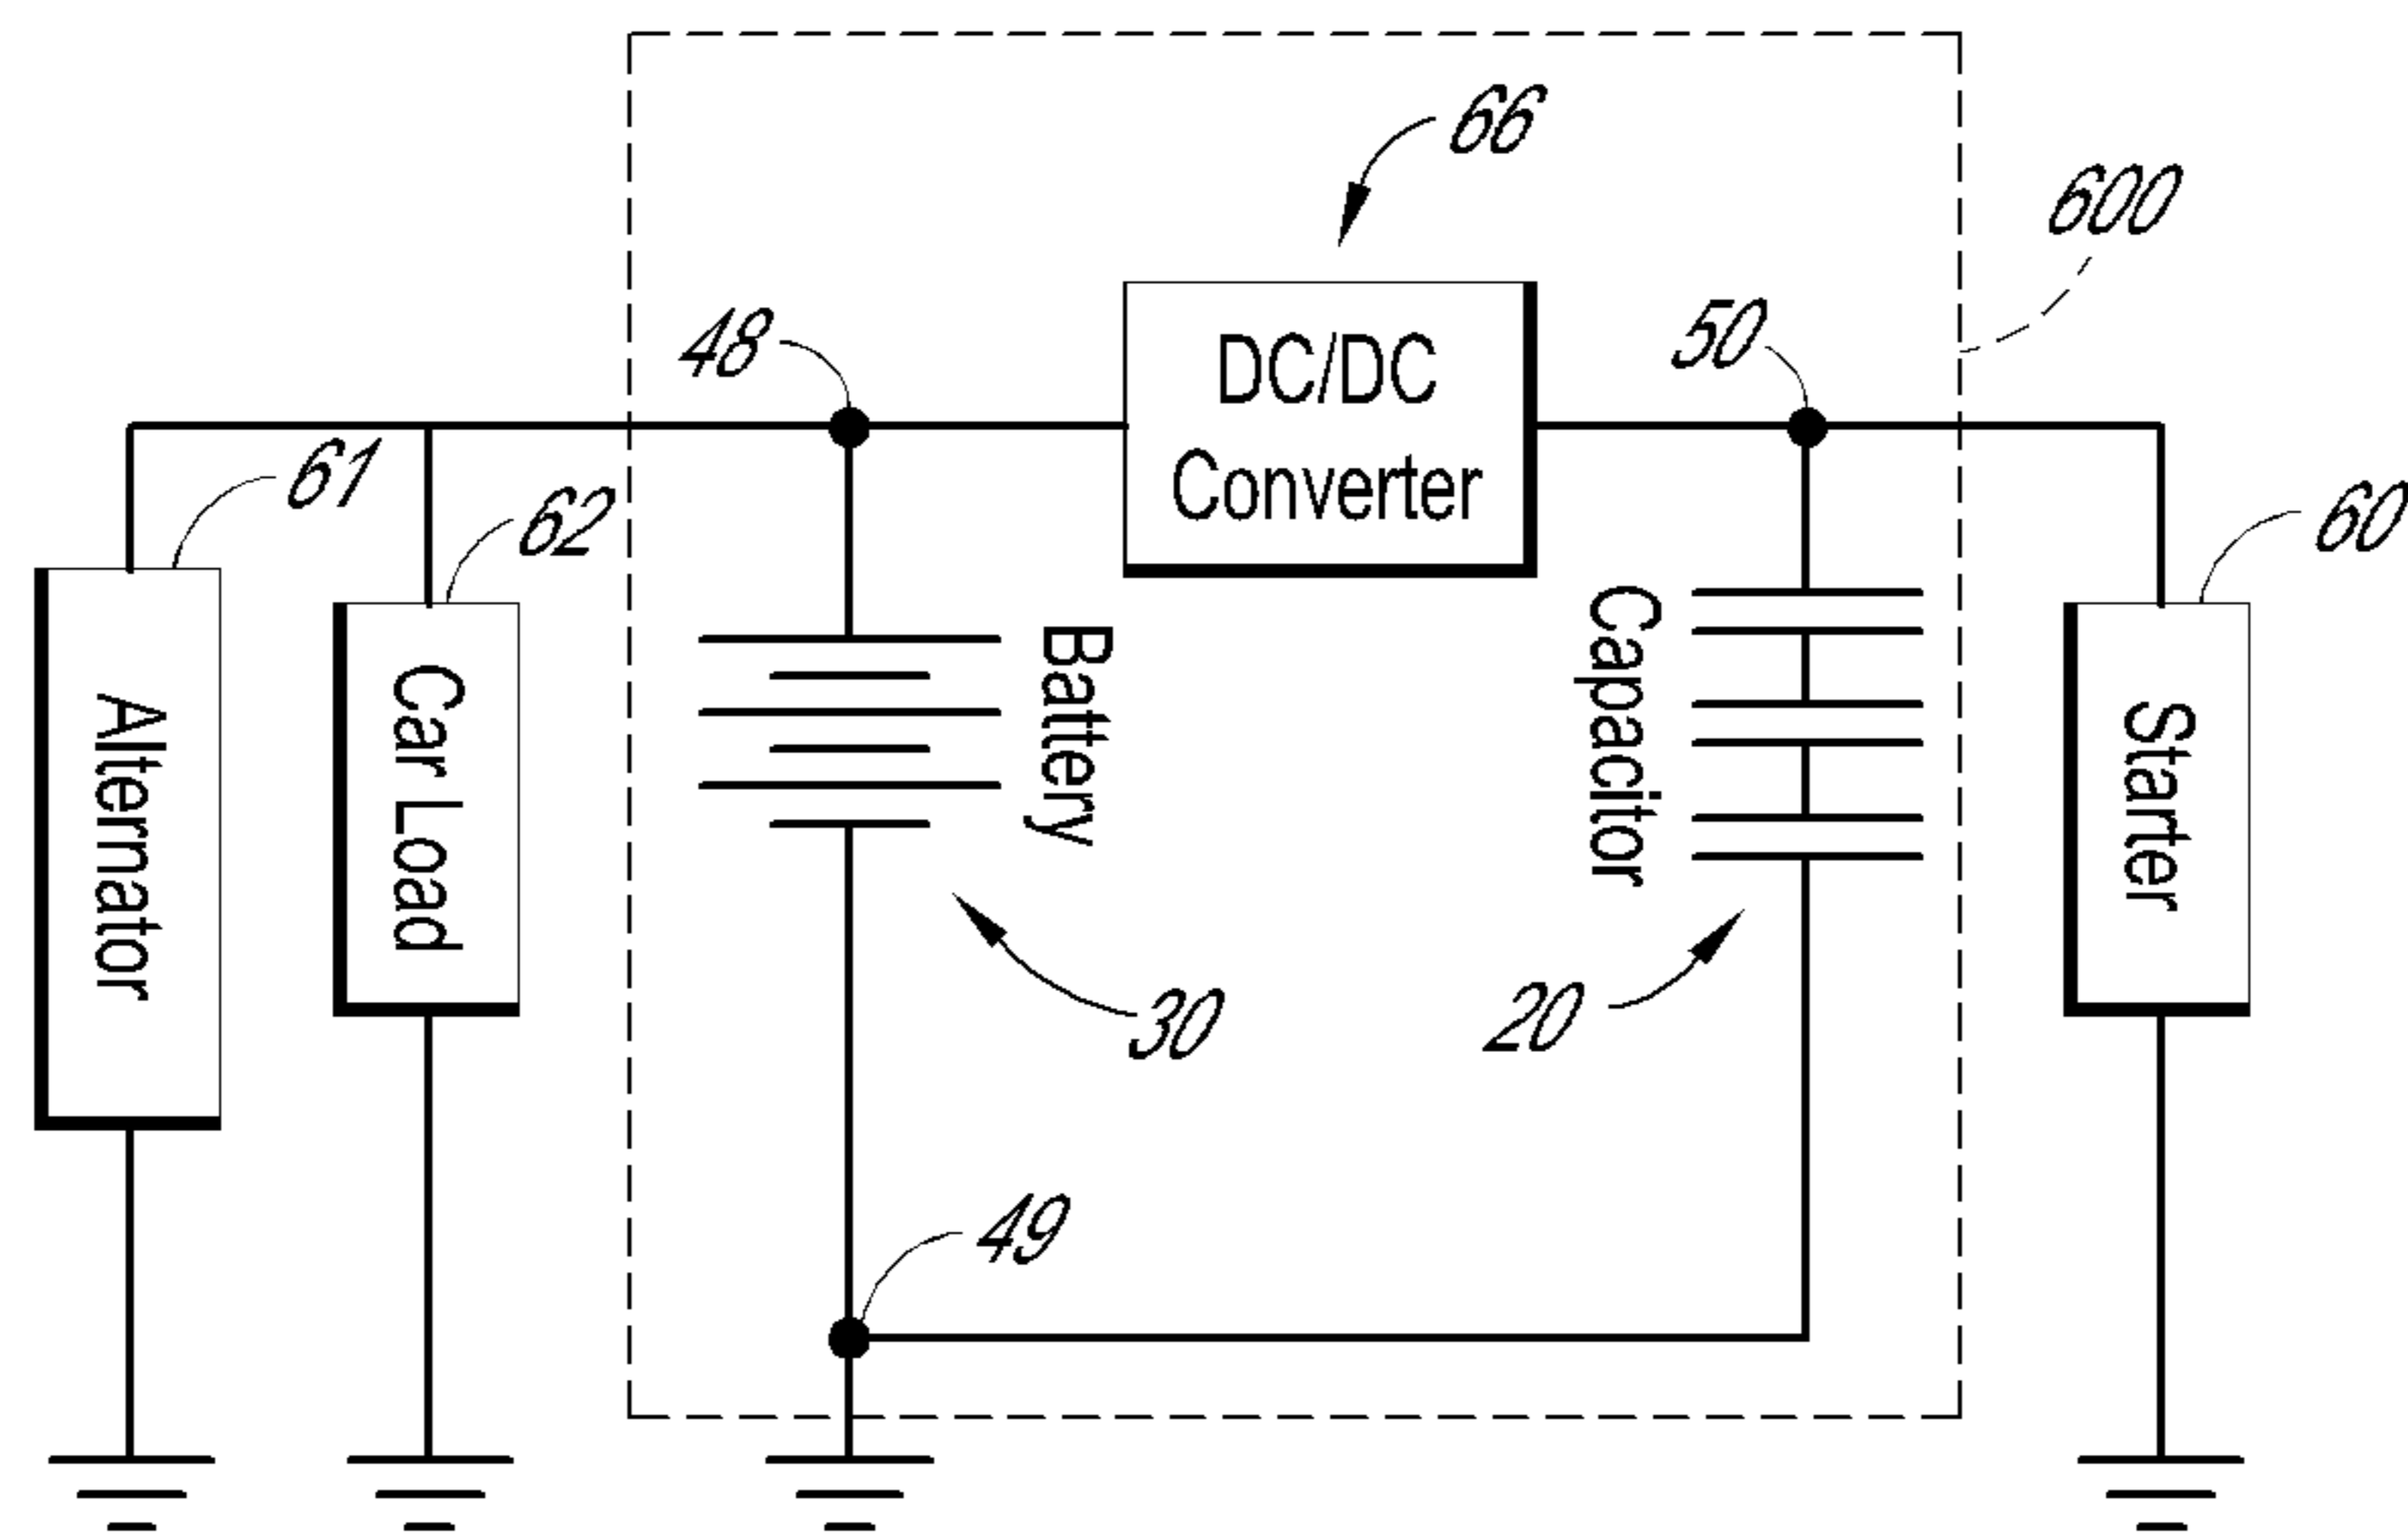 66
600
48
DC/DC
Converter
50
61
62
60
Alternator
Car Load
Battery
Capacitor
Starter
30
20
49